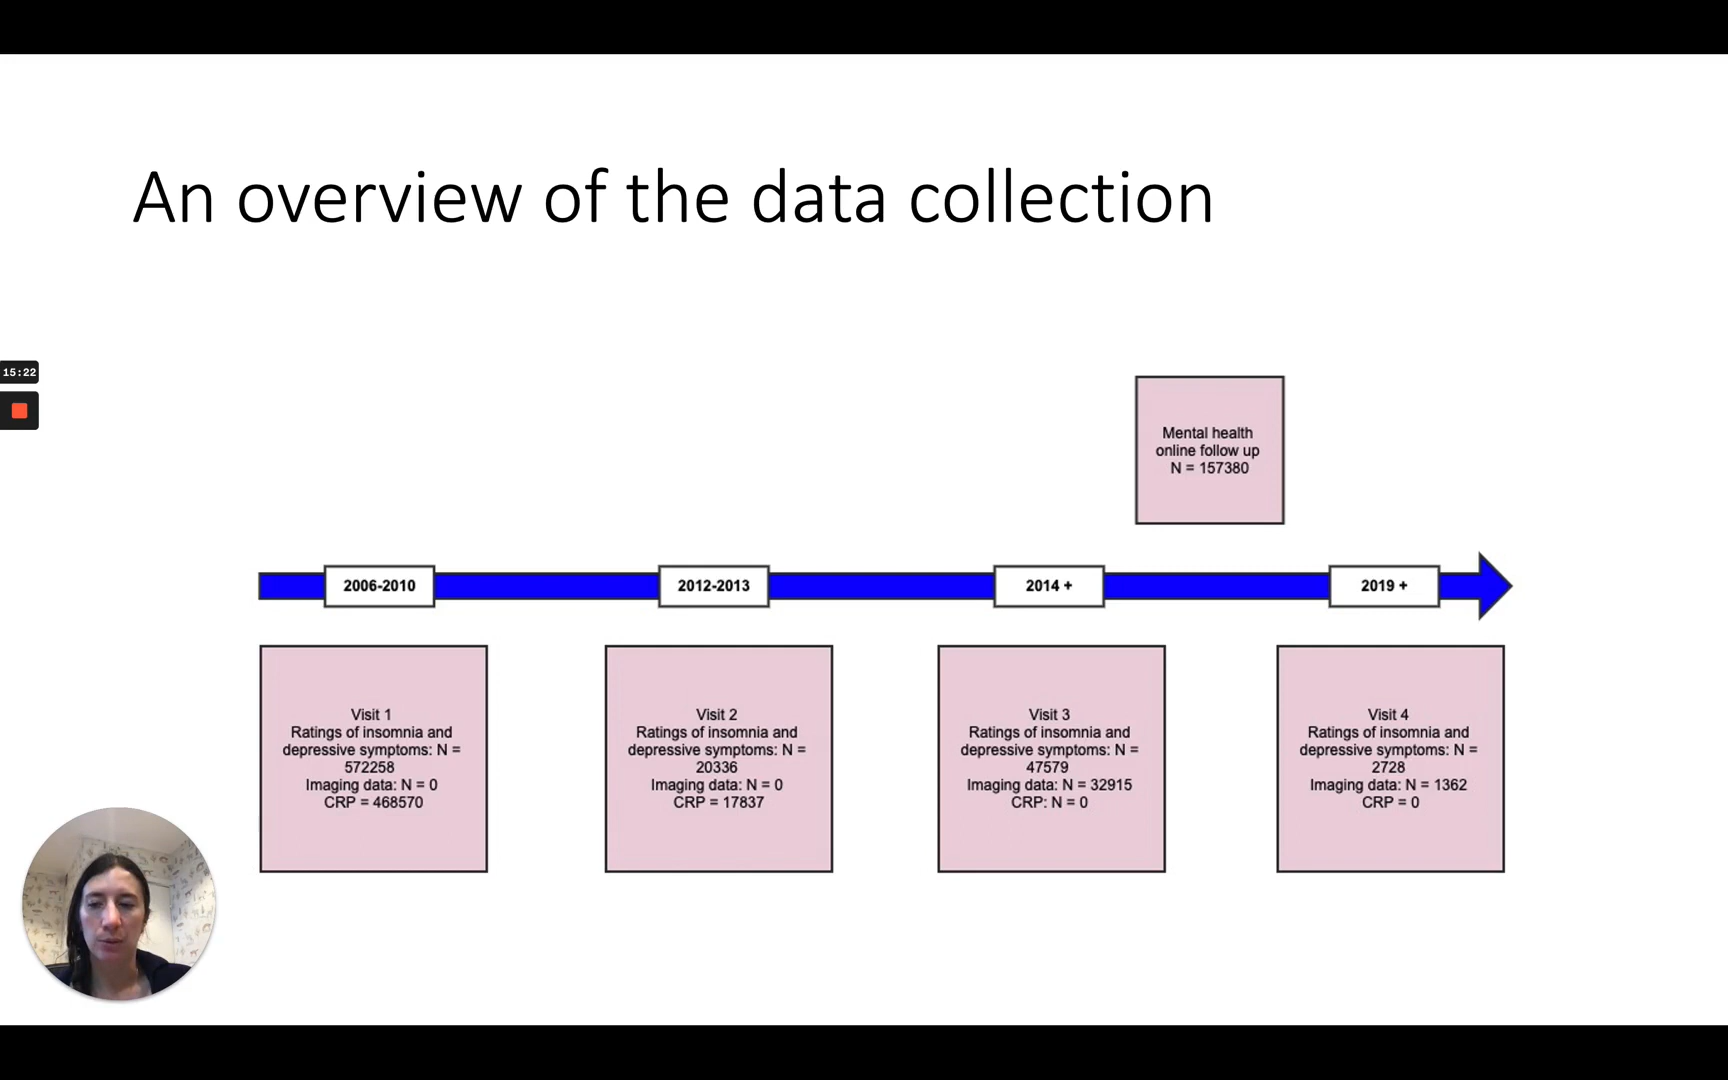 An overview of the data collection
15:22
Mental health
online follow up
N = 157380
2006-2010
2012-2013
2014 +
2019 +
Visit 1
Ratings of insomnia and
depressive symptoms: N =
572258
Imaging data: N = 0
CRP = 468570
Visit 2
Ratings of insomnia and
depressive symptoms: N =
20336
Imaging data: N = 0
CRP = 17837
Visit 3
Ratings of insomnia and
depressive symptoms: N =
47579
Imaging data: N = 32915
CRP: N = 0
Visit 4
Ratings of insomnia and
depressive symptoms: N =
2728
Imaging data: N = 1362
CRP = 0